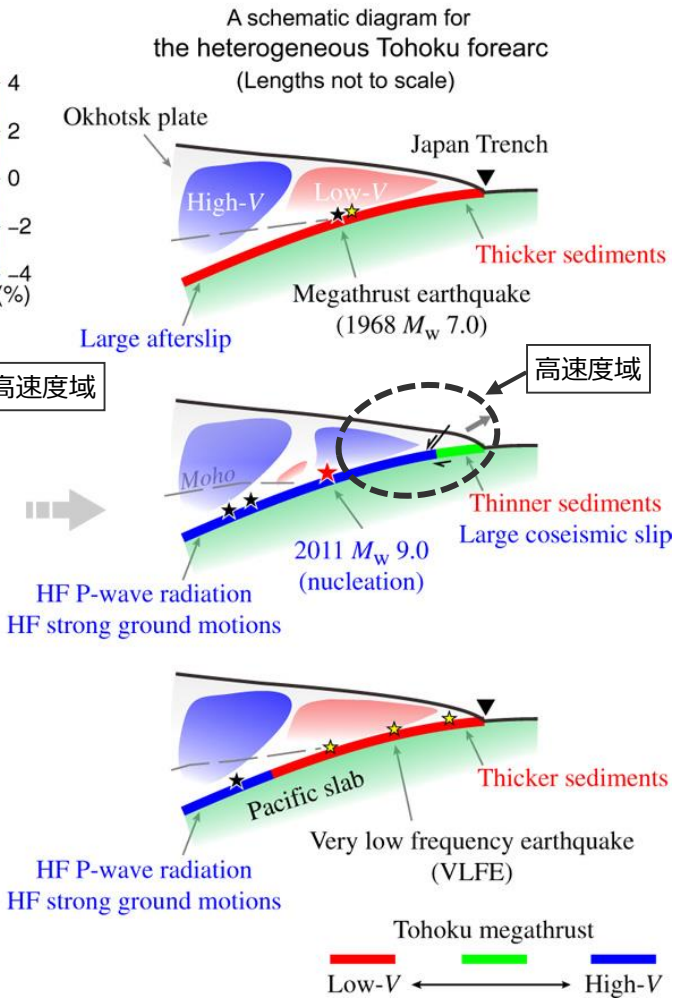 A schematic diagram for
the heterogeneous Tohoku forearc
(Lengths not to scale)
4
2
0
−2
−4
(%)
Okhotsk plate
Japan Trench
High-V
Low-V
Thicker sediments
Megathrust earthquake
(1968 Mw 7.0)
Large afterslip
高速度域
高速度域
Moho
Thinner sediments
Large coseismic slip
2011 Mw 9.0
(nucleation)
HF P-wave radiation
HF strong ground motions
Pacific slab
Thicker sediments
Very low frequency earthquake
(VLFE)
HF P-wave radiation
HF strong ground motions
Tohoku megathrust
Low-V
High-V